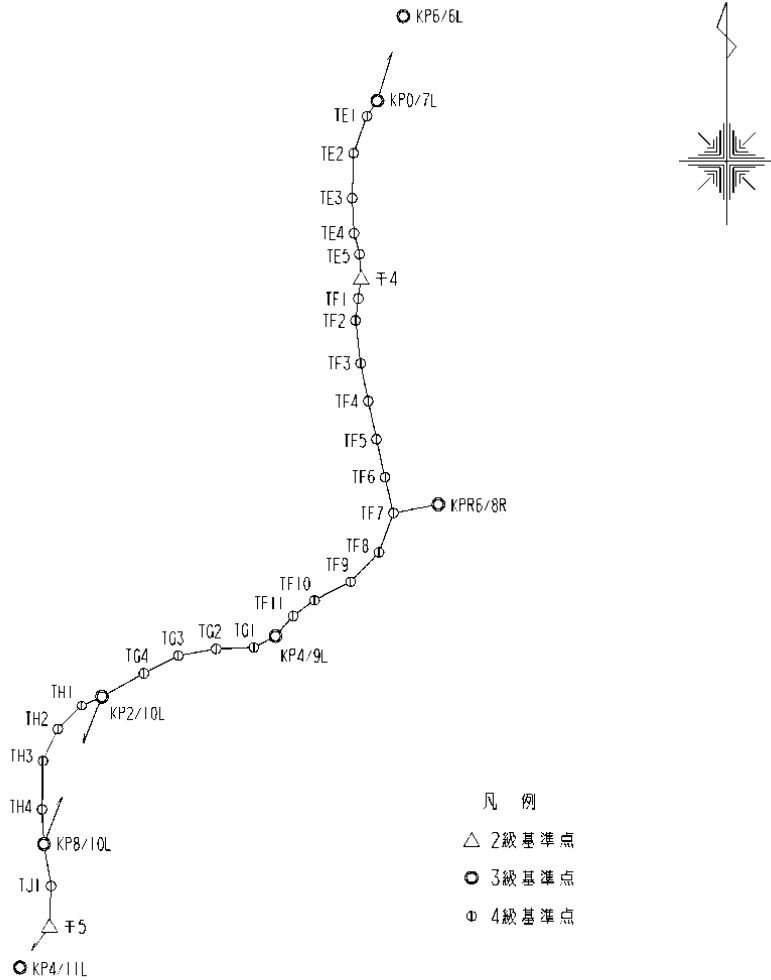 KP6/6L
KP0/7L
TE1
TE2
TE3
TE4
TE5
干4
TF1
TF2
TF3
TF4
TF5
TF6
TF7
KPR6/8R
TF8
TF9
TF10
TF11
KP4/9L
TG1
TG2
TG3
TG4
KP2/10L
TH1
TH2
TH3
TH4
KP8/10L
TJ1
干5
KP4/11L
凡 例
2級基準点
3級基準点
4級基準点